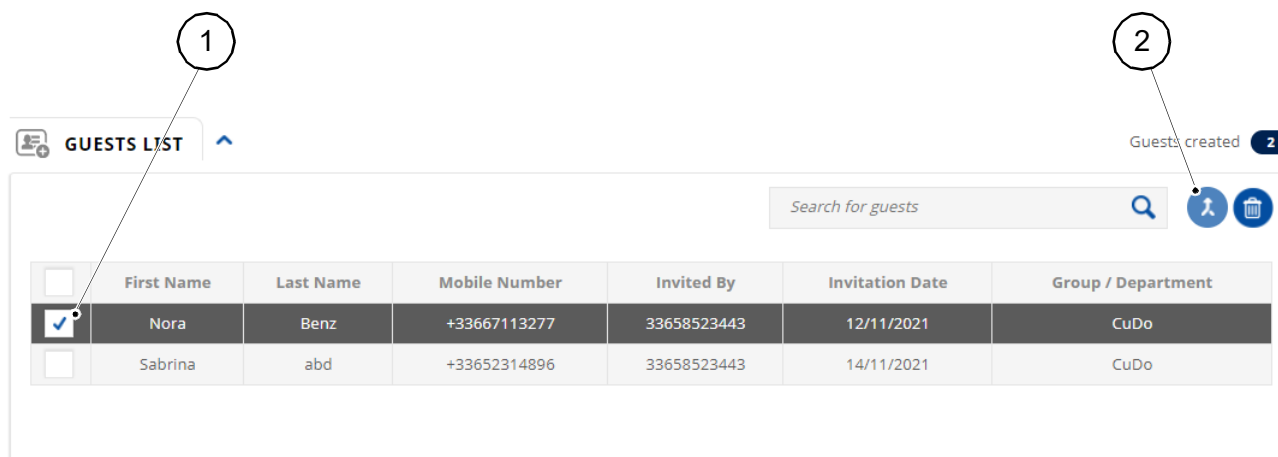 1
2
GUESTS LIST
Guests created 2
Search for guests
First Name Last Name Mobile Number Invited By Invitation Date Group / Department
Nora Benz +33667113277 33658523443 12/11/2021 CuDo
Sabrina abd +33652314896 33658523443 14/11/2021 CuDo